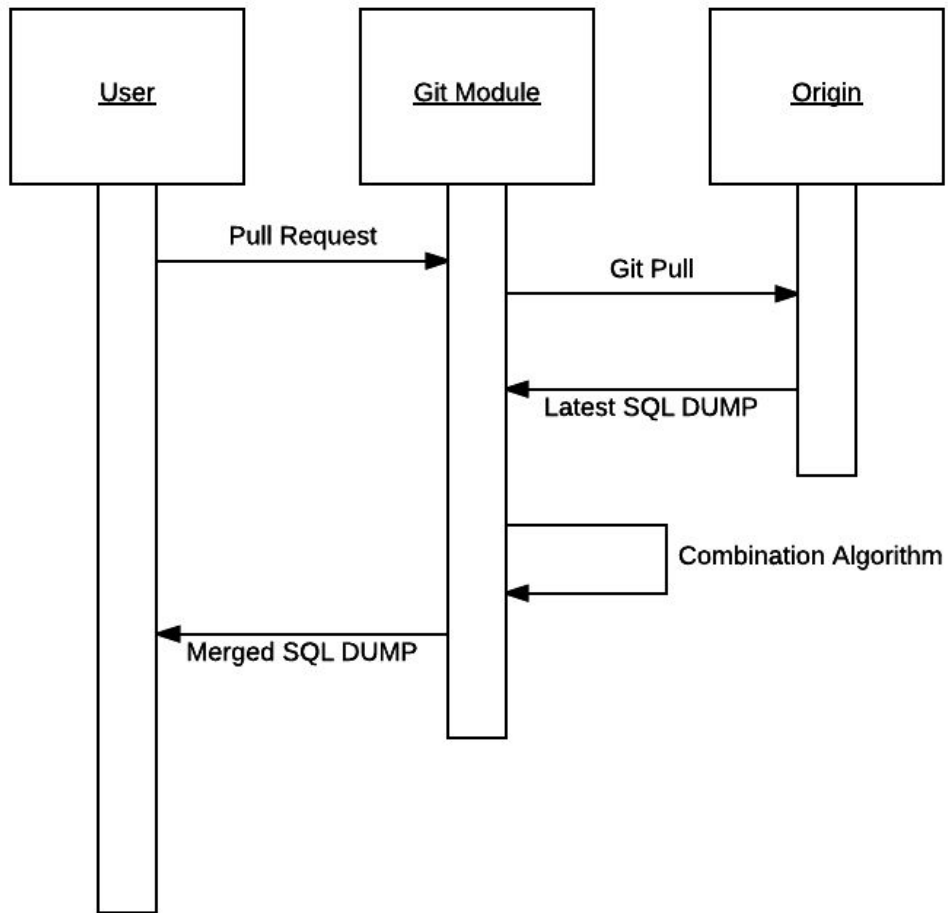 User
Git Module
Origin
Pull Request
Git Pull
Latest SQL DUMP
Combination Algorithm
Merged SQL DUMP